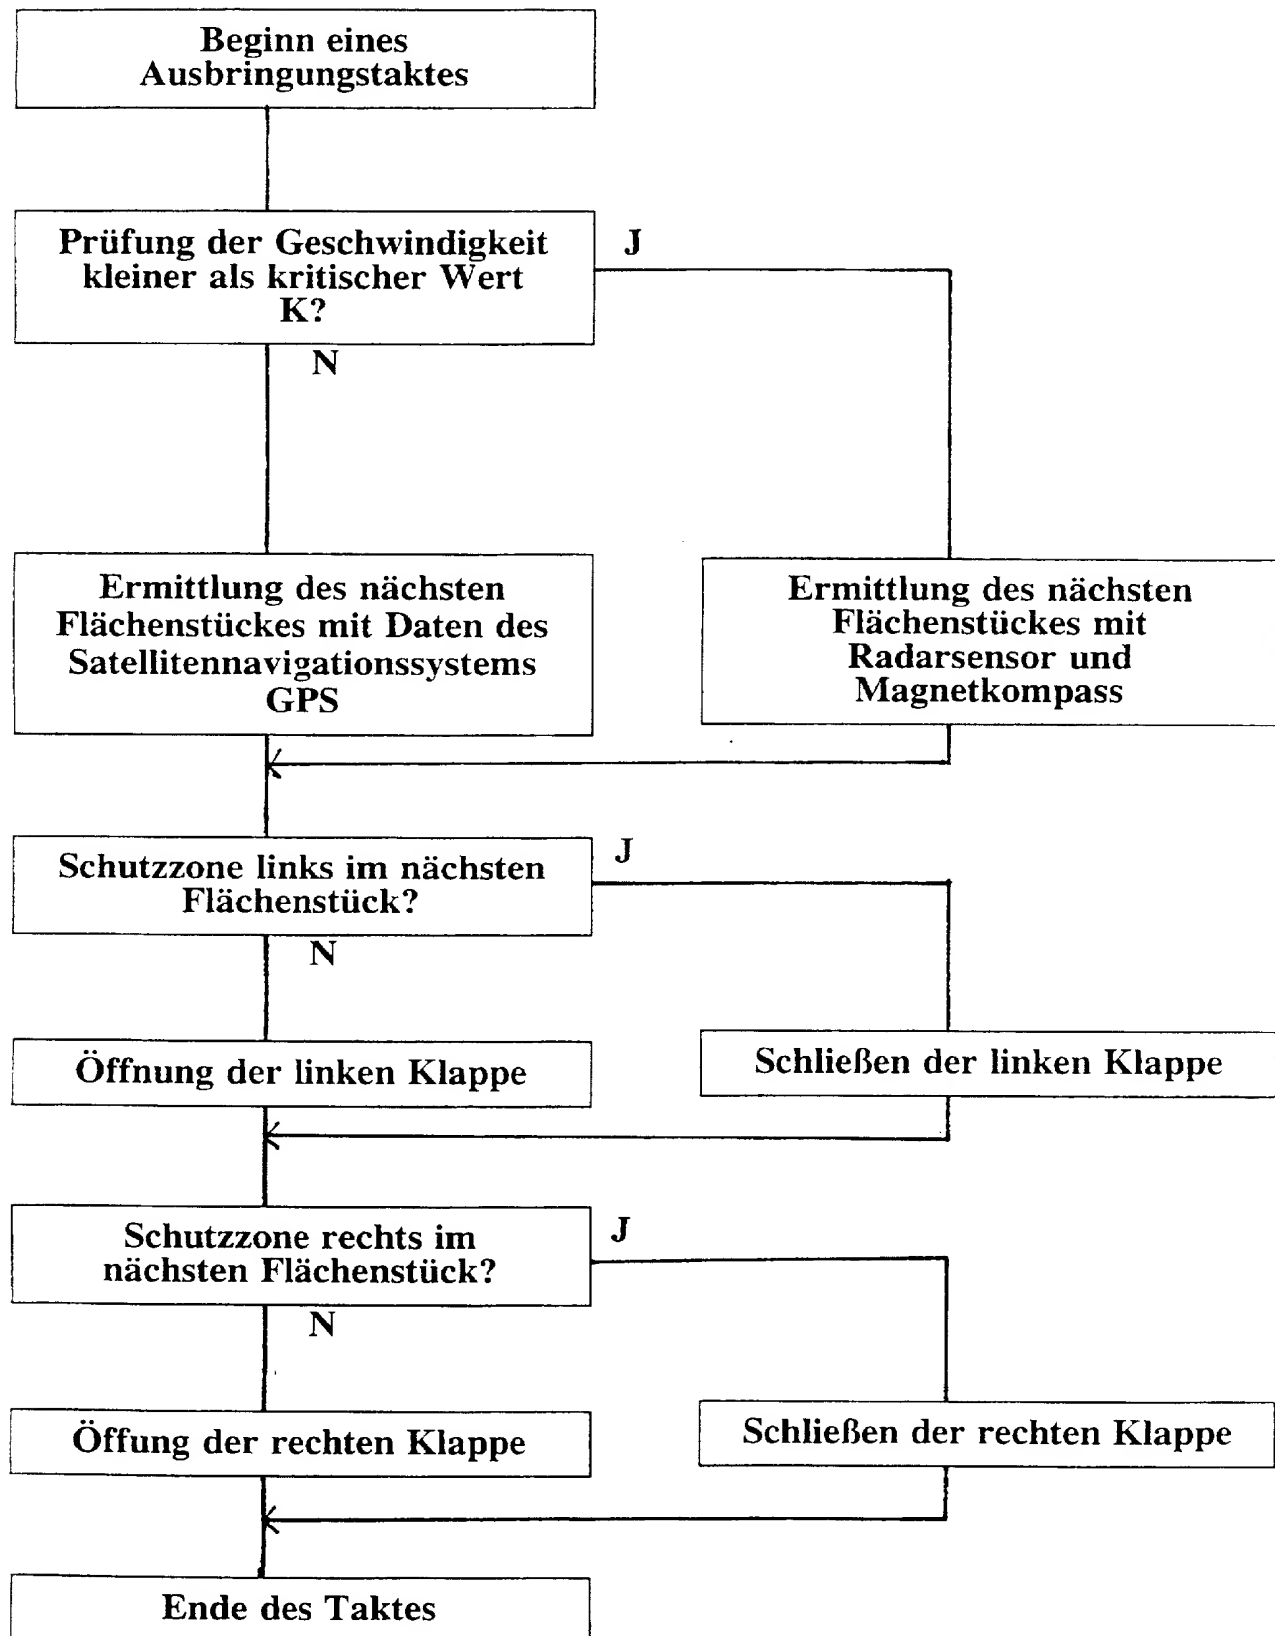 Beginn eines
Ausbringungstaktes
Prüfung der Geschwindigkeit
kleiner als kritischer Wert
K?
J
N
Ermittlung des nächsten
Flächenstückes mit Daten des
Satellitennavigationssystems
GPS
Ermittlung des nächsten
Flächenstückes mit
Radarsensor und
Magnetkompass
Schutzzone links im nächsten
Flächenstück?
J
N
Öffnung der linken Klappe
Schließen der linken Klappe
Schutzzone rechts im
nächsten Flächenstück?
J
N
Öffung der rechten Klappe
Schließen der rechten Klappe
Ende des Taktes